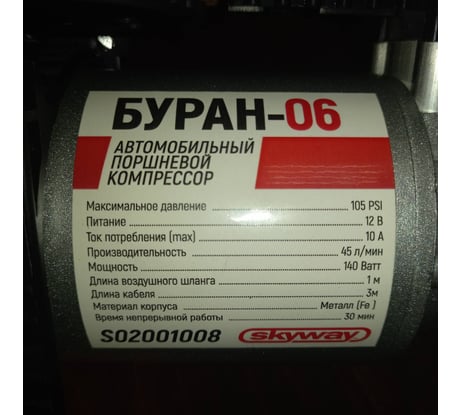 БУРАН-06
АВТОМОБИЛЬНЫЙ
ПОРШНЕВОЙ
КОМПРЕССОР
Максимальное давление 105 PSI
Питание 12 В
Ток потребления (max) 10 А
Производительность 45 л/мин
Мощность 140 Ватт
Длина воздушного шланга 1 м
Длина кабеля 3м
Материал корпуса Металл (Fe )
Время непрерывной работы 30 мин
SO2001008 skyway